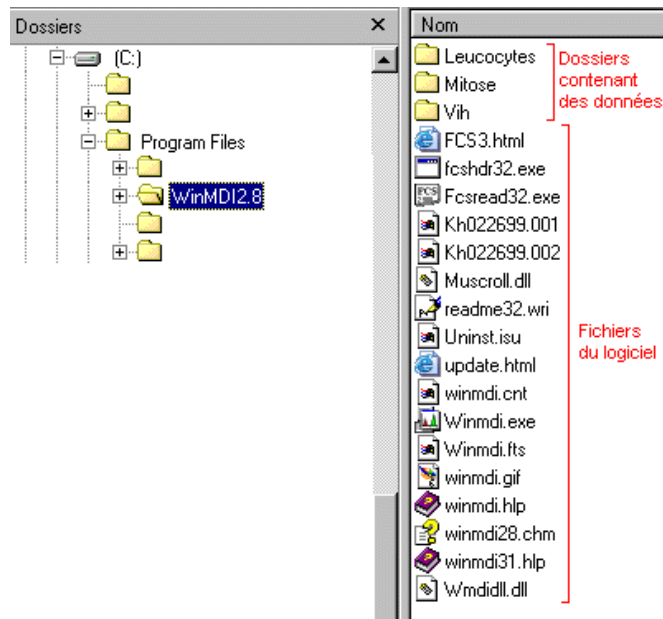 Dossiers
(C:)
Program Files
WinMDI2.8
Nom
Leucocytes
Mitose
Vih
Dossiers
contenant
des données
FCS3.html
fcshdr32.exe
Fcsread32.exe
Kh022699.001
Kh022699.002
Muscroll.dll
readme32.wri
Uninst.isu
update.html
winmdi.cnt
Winmdi.exe
Winmdi.fts
winmdi.gif
winmdi.hlp
winmdi28.chm
winmdi31.hlp
Wmdidll.dll
Fichiers
du logiciel